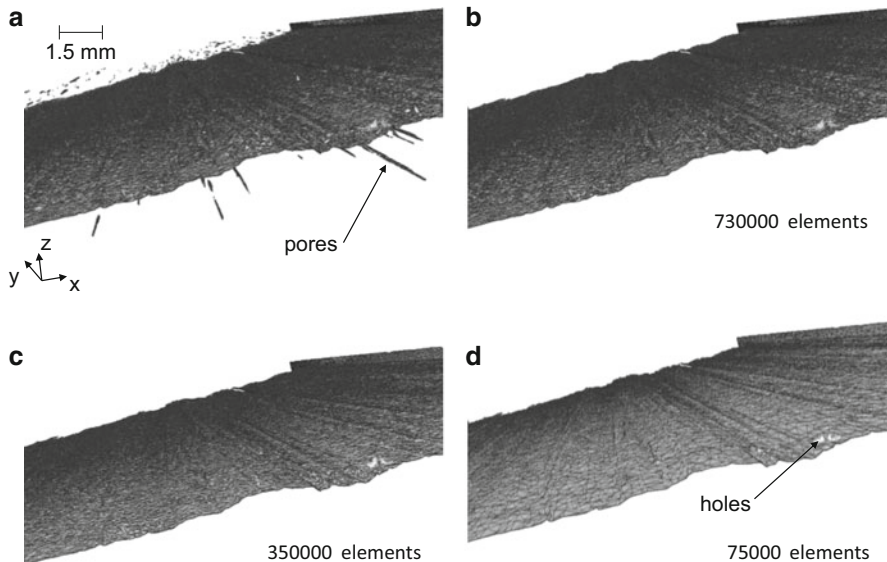 a
1.5 mm
pores
z
y
x
b
730000 elements
c
350000 elements
d
holes
75000 elements